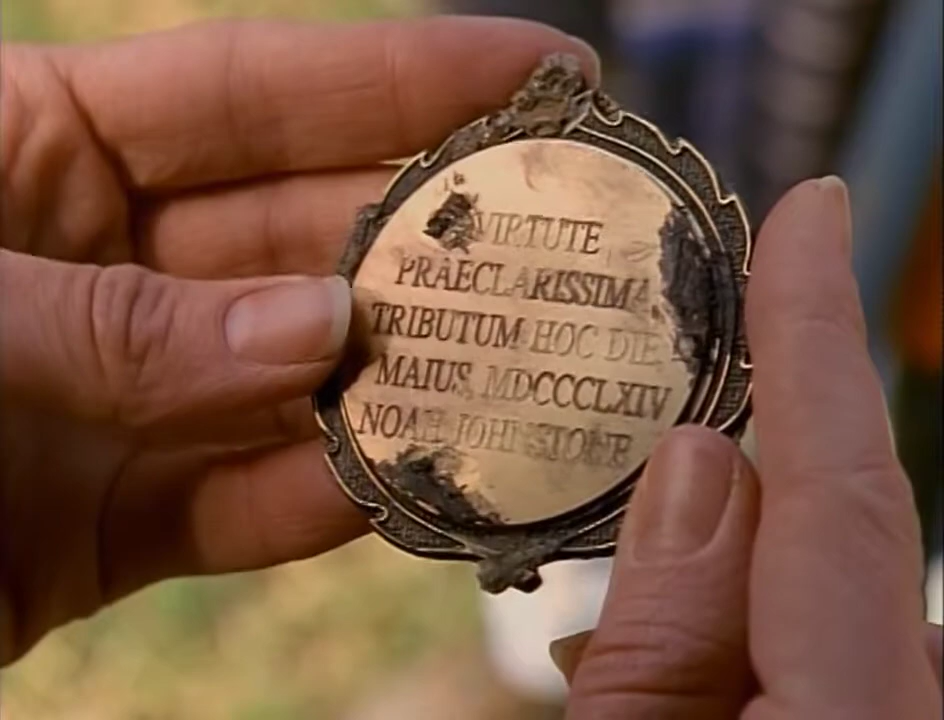 VIRTUTE
PRAECLARISSIMA
TRIBUTUM HOC DIE,
MAIUS, MDCCCLXIV
NOAH JOHNSTONE